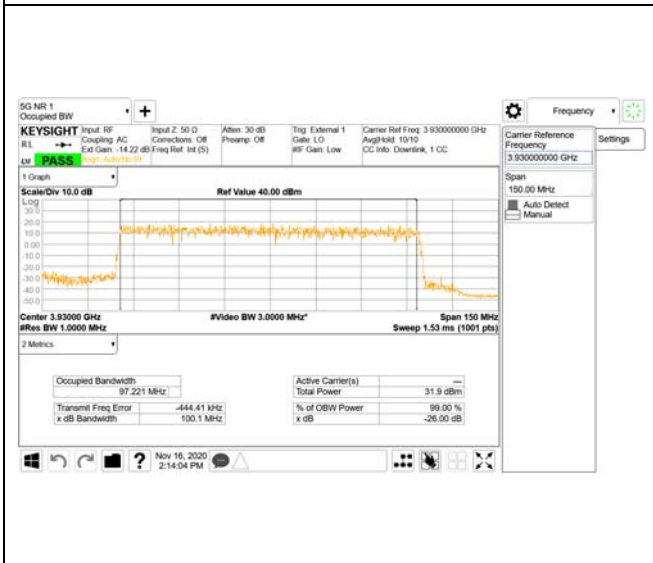 5G NR 1
Occupied BW
Frequency
KEYSIGHT
Input: RF
Input Z: 50 Ω
Atten: 30 dB
Trig: External 1
Carrier Ref Freq: 3.930000000 GHz
R L
Coupling: AC
Corrections: Off
Preamp: Off
Gate: LO
Avg|Hold: 10/10
Ext Gain: -14.22 dB
Freq Ref: Int (S)
#IF Gain: Low
CC Info: Downlink, 1 CC
PASS
Align: Auto/No RF
Carrier Reference
Frequency
3.930000000 GHz
Settings
Span
150.00 MHz
Auto Detect
Manual
1 Graph
Scale/Div 10.0 dB
Ref Value 40.00 dBm
Log
30.0
20.0
10.0
0.00
-10.0
-20.0
-30.0
-40.0
-50.0
Center 3.93000 GHz
#Video BW 3.0000 MHz*
Span 150 MHz
#Res BW 1.0000 MHz
Sweep 1.53 ms (1001 pts)
2 Metrics
Occupied Bandwidth
97.221 MHz
Active Carrier(s)
---
Total Power
31.9 dBm
Transmit Freq Error
-444.41 kHz
% of OBW Power
99.00 %
x dB Bandwidth
100.1 MHz
x dB
-26.00 dB
?
Nov 16, 2020
2:14:04 PM